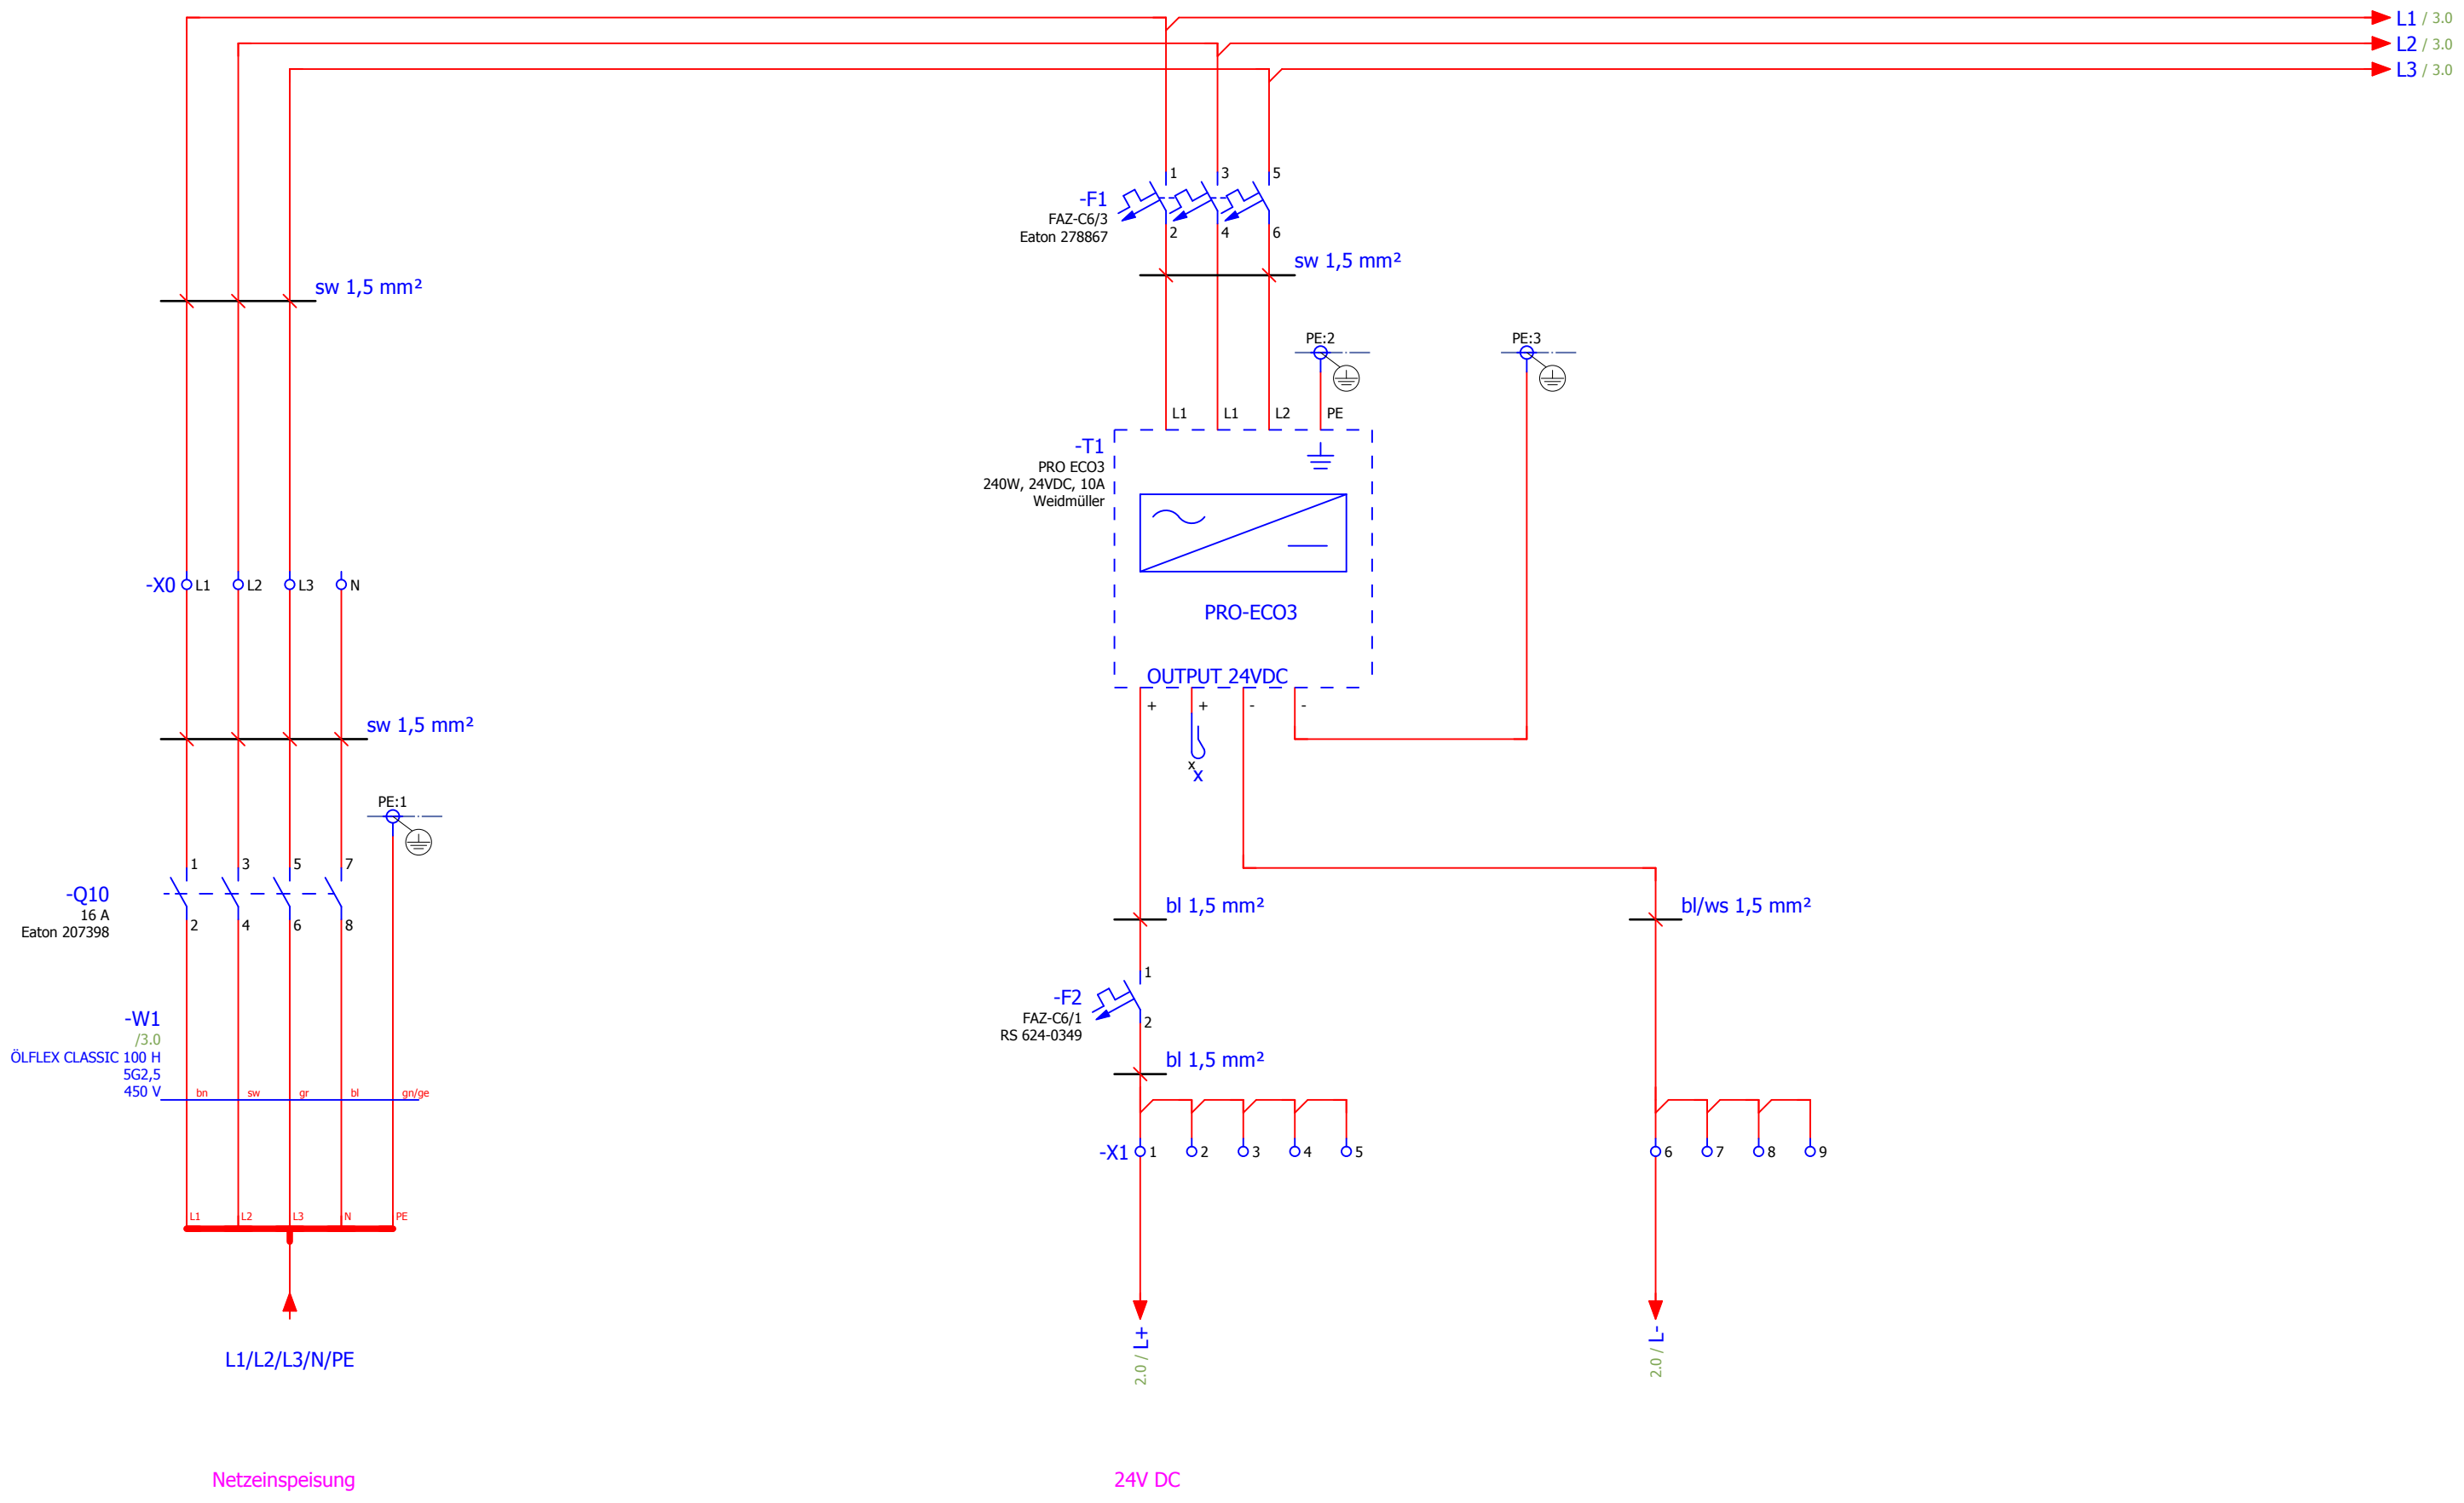 L1 / 3.0
L2 / 3.0
L3 / 3.0
1 3 5
-F1
FAZ-C6/3
Eaton 278867
2 4 6
sw 1,5 mm²
sw 1,5 mm²
PE:2 PE:3
L1 L1 L2 PE
-T1
PRO ECO3
240W, 24VDC, 10A
Weidmüller
-X0 L1 L2 L3 N
PRO-ECO3
OUTPUT 24VDC
+ + - -
sw 1,5 mm²
x
x
PE:1
1 3 5 7
-Q10
16 A
Eaton 207398
2 4 6 8
bl 1,5 mm² bl/ws 1,5 mm²
1
-F2
FAZ-C6/1
RS 624-0349
2
-W1
/3.0
ÖLFLEX CLASSIC 100 H
5G2,5
450 V
bn sw gr bl gn/ge
bl 1,5 mm²
-X1 1 2 3 4 5 6 7 8 9
L1 L2 L3 N PE
L1/L2/L3/N/PE
2.0 / L+
2.0 / L-
Netzeinspeisung 24V DC